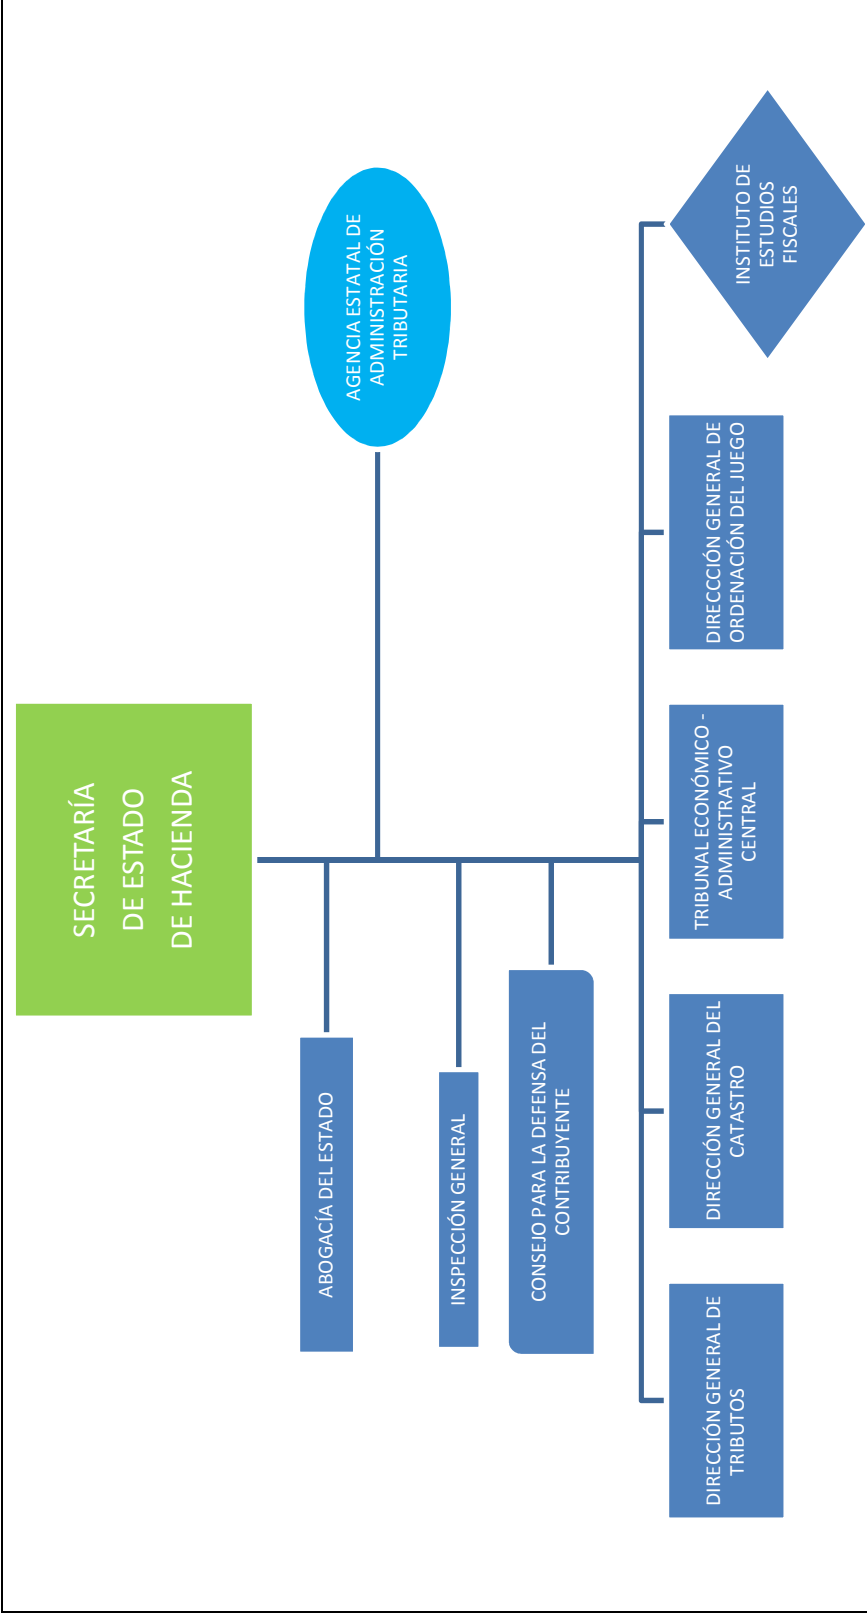 SECRETARÍA
DE ESTADO
DE HACIENDA
AGENCIA ESTATAL DE
ADMINISTRACIÓN
TRIBUTARIA
ABOGACÍA DEL ESTADO
INSPECCIÓN GENERAL
CONSEJO PARA LA DEFENSA DEL
CONTRIBUYENTE
DIRECCIÓN GENERAL DE
TRIBUTOS
DIRECCIÓN GENERAL DEL
CATASTRO
TRIBUNAL ECONÓMICO -
ADMINISTRATIVO
CENTRAL
DIRECCCIÓN GENERAL DE
ORDENACIÓN DEL JUEGO
INSTITUTO DE
ESTUDIOS
FISCALES